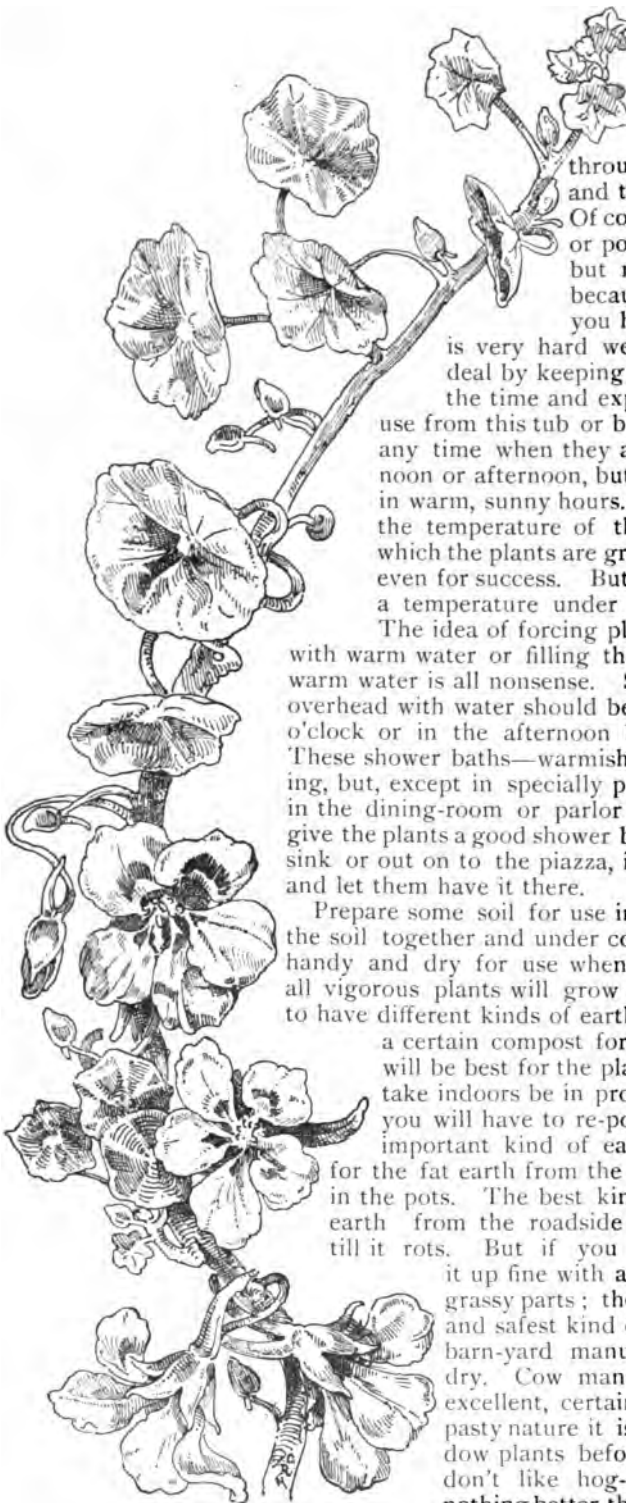 throu
and t
Of co
or po
but
becau
you h
is very hard we
deal by keeping
the time and exp
use from this tub or b
any time when they a
noon or afternoon, but
in warm, sunny hours.
the temperature of th
which the plants are gr
even for success. But
a temperature under
The idea of forcing pl
with warm water or filling th
warm water is all nonsense. S
overhead with water should be
o'clock or in the afternoon
These shower baths—warmish
ing, but, except in specially p
in the dining-room or parlor
give the plants a good shower b
sink or out on to the piazza, i
and let them have it there.
Prepare some soil for use in
the soil together and under co
handy and dry for use when
all vigorous plants will grow
to have different kinds of earth
a certain compost for
will be best for the pla
take indoors be in pro
you will have to re-po
important kind of ea
for the fat earth from the
in the pots. The best kin
earth from the roadside
till it rots. But if you
it up fine with a
grassy parts; the
and safest kind
barn-yard manu
dry. Cow man
excellent, certai
pasty nature it is
dow plants befo
don't like hog-
nothing better th